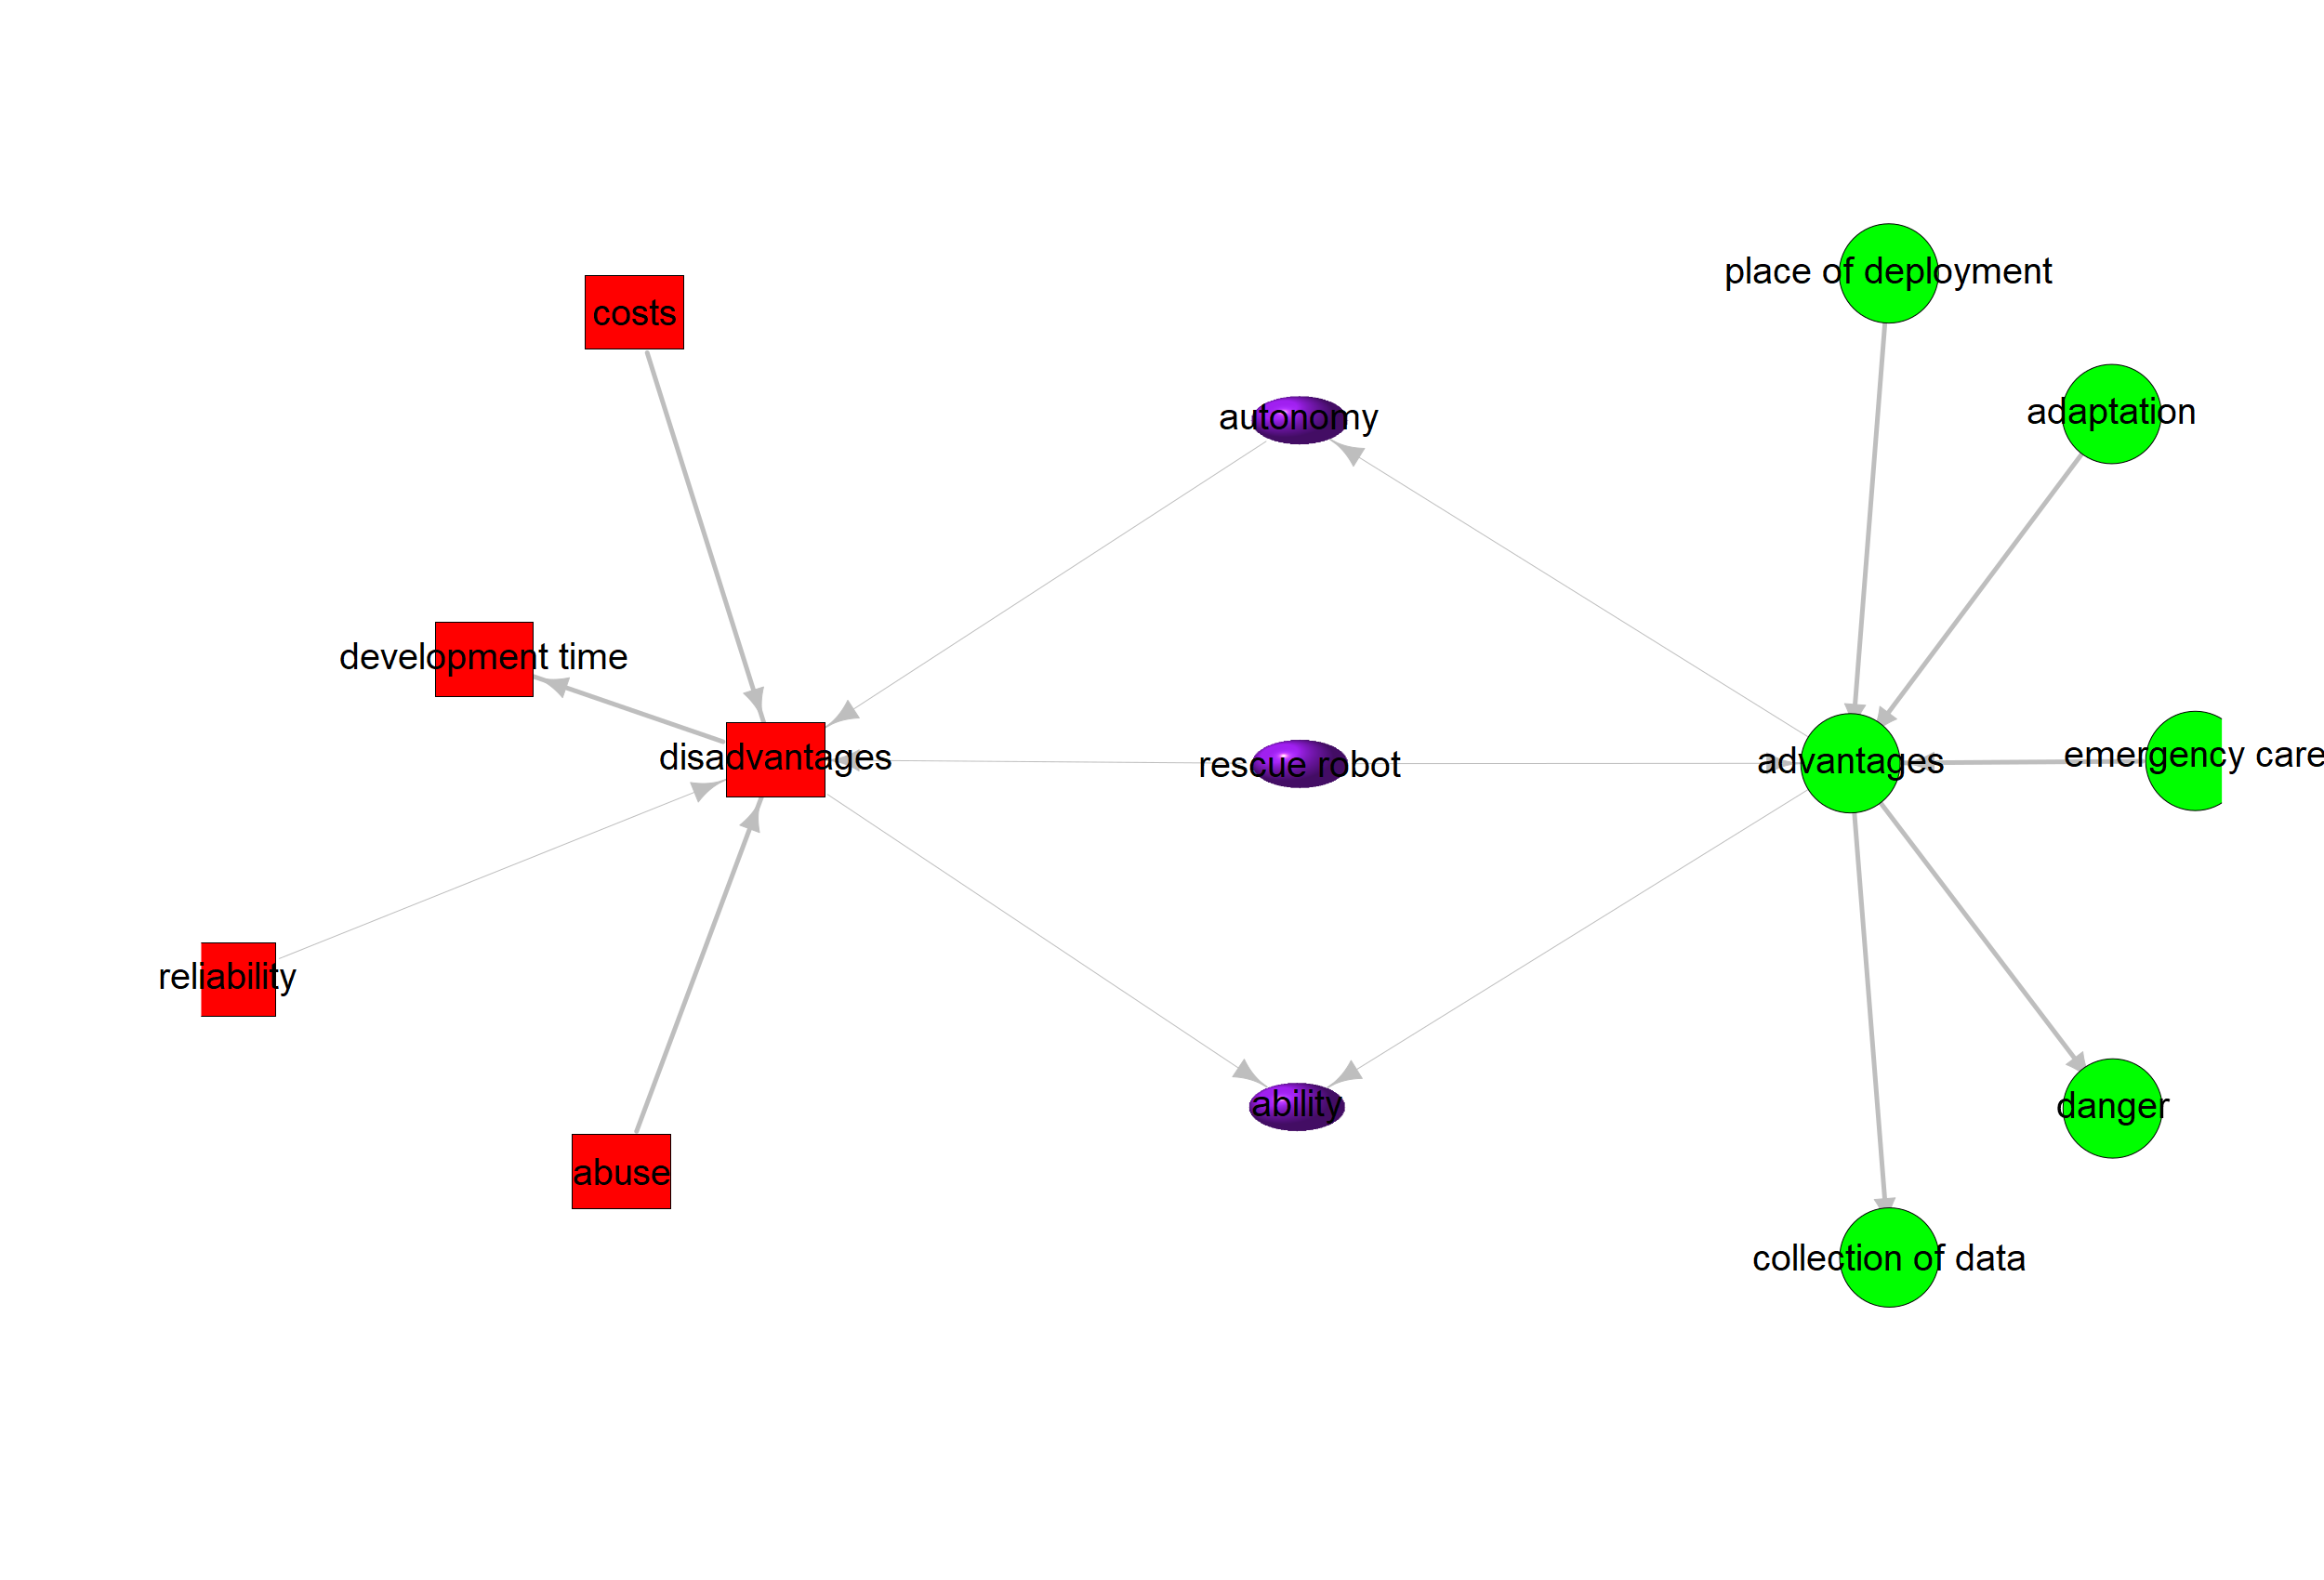 place of deployment
costs
adaptation
autonomy
development time
emergency care
disadvantages
rescue robot
advantages
reliability
ability
danger
abuse
collection of data